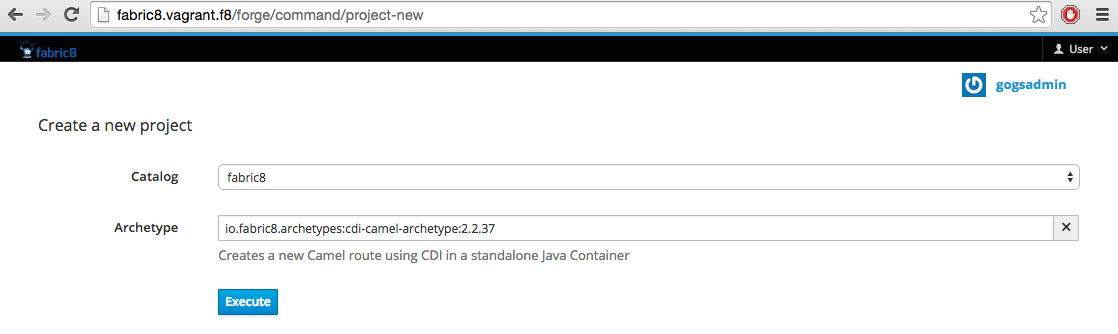 fabric8.vagrant.f8/forge/command/project-new
fabric8
User
gogsadmin
Create a new project
Catalog
fabric8
Archetype
io.fabric8.archetypes:cdi-camel-archetype:2.2.37
Creates a new Camel route using CDI in a standalone Java Container
Execute